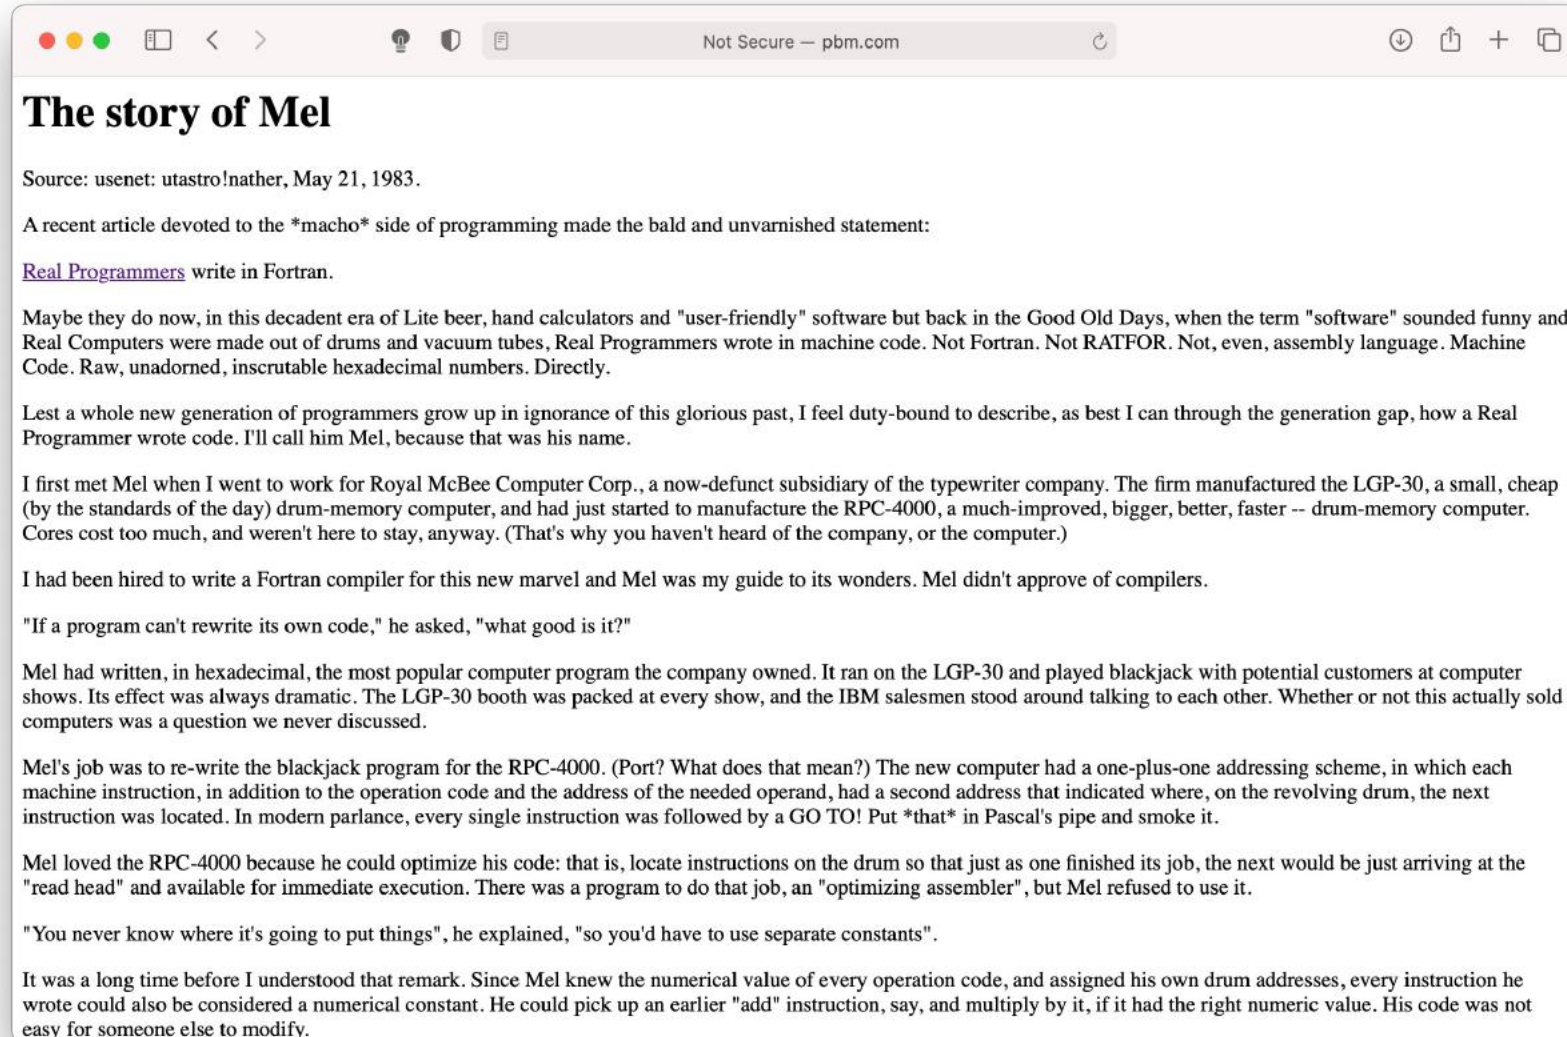 Not Secure — pbm.com
The story of Mel
Source: usenet: utastro!nather, May 21, 1983.
A recent article devoted to the *macho* side of programming made the bald and unvarnished statement:
Real Programmers write in Fortran.
Maybe they do now, in this decadent era of Lite beer, hand calculators and "user-friendly" software but back in the Good Old Days, when the term "software" sounded funny and
Real Computers were made out of drums and vacuum tubes, Real Programmers wrote in machine code. Not Fortran. Not RATFOR. Not, even, assembly language. Machine
Code. Raw, unadorned, inscrutable hexadecimal numbers. Directly.
Lest a whole new generation of programmers grow up in ignorance of this glorious past, I feel duty-bound to describe, as best I can through the generation gap, how a Real
Programmer wrote code. I'll call him Mel, because that was his name.
I first met Mel when I went to work for Royal McBee Computer Corp., a now-defunct subsidiary of the typewriter company. The firm manufactured the LGP-30, a small, cheap
(by the standards of the day) drum-memory computer, and had just started to manufacture the RPC-4000, a much-improved, bigger, better, faster -- drum-memory computer.
Cores cost too much, and weren't here to stay, anyway. (That's why you haven't heard of the company, or the computer.)
I had been hired to write a Fortran compiler for this new marvel and Mel was my guide to its wonders. Mel didn't approve of compilers.
"If a program can't rewrite its own code," he asked, "what good is it?"
Mel had written, in hexadecimal, the most popular computer program the company owned. It ran on the LGP-30 and played blackjack with potential customers at computer
shows. Its effect was always dramatic. The LGP-30 booth was packed at every show, and the IBM salesmen stood around talking to each other. Whether or not this actually sold
computers was a question we never discussed.
Mel's job was to re-write the blackjack program for the RPC-4000. (Port? What does that mean?) The new computer had a one-plus-one addressing scheme, in which each
machine instruction, in addition to the operation code and the address of the needed operand, had a second address that indicated where, on the revolving drum, the next
instruction was located. In modern parlance, every single instruction was followed by a GO TO! Put *that* in Pascal's pipe and smoke it.
Mel loved the RPC-4000 because he could optimize his code: that is, locate instructions on the drum so that just as one finished its job, the next would be just arriving at the
"read head" and available for immediate execution. There was a program to do that job, an "optimizing assembler", but Mel refused to use it.
"You never know where it's going to put things", he explained, "so you'd have to use separate constants".
It was a long time before I understood that remark. Since Mel knew the numerical value of every operation code, and assigned his own drum addresses, every instruction he
wrote could also be considered a numerical constant. He could pick up an earlier "add" instruction, say, and multiply by it, if it had the right numeric value. His code was not
easy for someone else to modify.